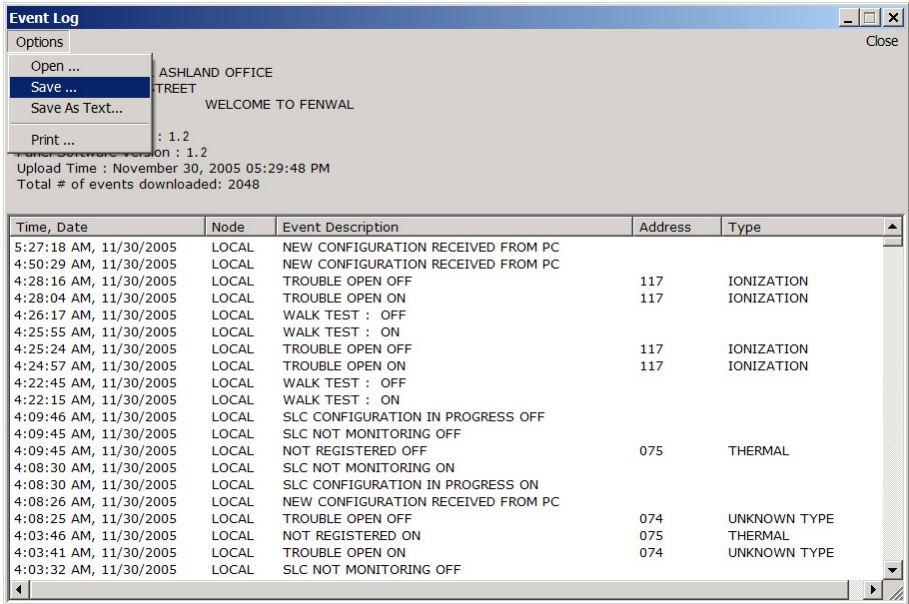 Event Log
Options Close
Open ...
Save ...
Save As Text...
Print ...
ASHLAND OFFICE
TREET
WELCOME TO FENWAL
: 1.2
Panel Software Version : 1.2
Upload Time : November 30, 2005 05:29:48 PM
Total # of events downloaded: 2048
Time, Date Node Event Description Address Type
5:27:18 AM, 11/30/2005 LOCAL NEW CONFIGURATION RECEIVED FROM PC
4:50:29 AM, 11/30/2005 LOCAL NEW CONFIGURATION RECEIVED FROM PC
4:28:16 AM, 11/30/2005 LOCAL TROUBLE OPEN OFF 117 IONIZATION
4:28:04 AM, 11/30/2005 LOCAL TROUBLE OPEN ON 117 IONIZATION
4:26:17 AM, 11/30/2005 LOCAL WALK TEST : OFF
4:25:55 AM, 11/30/2005 LOCAL WALK TEST : ON
4:25:24 AM, 11/30/2005 LOCAL TROUBLE OPEN OFF 117 IONIZATION
4:24:57 AM, 11/30/2005 LOCAL TROUBLE OPEN ON 117 IONIZATION
4:22:45 AM, 11/30/2005 LOCAL WALK TEST : OFF
4:22:15 AM, 11/30/2005 LOCAL WALK TEST : ON
4:09:46 AM, 11/30/2005 LOCAL SLC CONFIGURATION IN PROGRESS OFF
4:09:45 AM, 11/30/2005 LOCAL SLC NOT MONITORING OFF
4:09:45 AM, 11/30/2005 LOCAL NOT REGISTERED OFF 075 THERMAL
4:08:30 AM, 11/30/2005 LOCAL SLC NOT MONITORING ON
4:08:30 AM, 11/30/2005 LOCAL SLC CONFIGURATION IN PROGRESS ON
4:08:26 AM, 11/30/2005 LOCAL NEW CONFIGURATION RECEIVED FROM PC
4:08:25 AM, 11/30/2005 LOCAL TROUBLE OPEN OFF 074 UNKNOWN TYPE
4:03:46 AM, 11/30/2005 LOCAL NOT REGISTERED ON 075 THERMAL
4:03:41 AM, 11/30/2005 LOCAL TROUBLE OPEN ON 074 UNKNOWN TYPE
4:03:32 AM, 11/30/2005 LOCAL SLC NOT MONITORING OFF